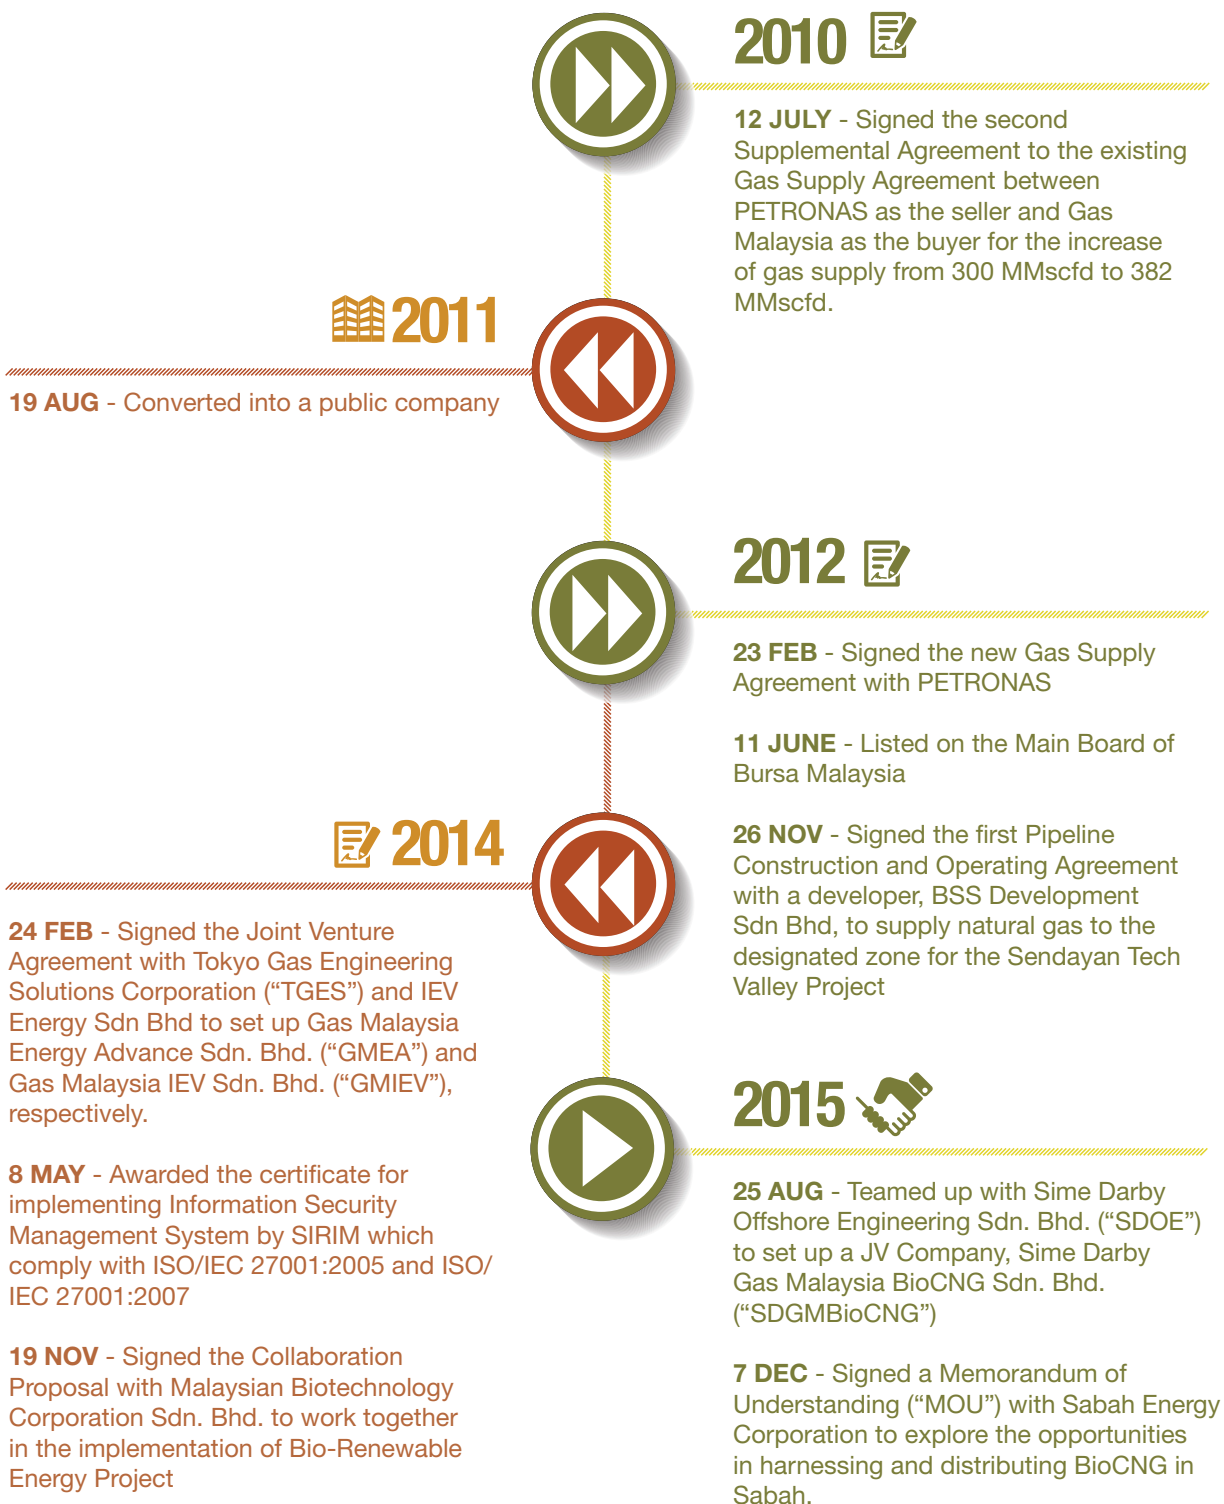 2010
12 JULY - Signed the second
Supplemental Agreement to the existing
Gas Supply Agreement between
PETRONAS as the seller and Gas
Malaysia as the buyer for the increase
of gas supply from 300 MMscfd to 382
MMscfd.
2011
19 AUG - Converted into a public company
2012
23 FEB - Signed the new Gas Supply
Agreement with PETRONAS
11 JUNE - Listed on the Main Board of
Bursa Malaysia
26 NOV - Signed the first Pipeline
Construction and Operating Agreement
with a developer, BSS Development
Sdn Bhd, to supply natural gas to the
designated zone for the Sendayan Tech
Valley Project
2014
24 FEB - Signed the Joint Venture
Agreement with Tokyo Gas Engineering
Solutions Corporation (“TGES”) and IEV
Energy Sdn Bhd to set up Gas Malaysia
Energy Advance Sdn. Bhd. (“GMEA”) and
Gas Malaysia IEV Sdn. Bhd. (“GMIEV”),
respectively.
8 MAY - Awarded the certificate for
implementing Information Security
Management System by SIRIM which
comply with ISO/IEC 27001:2005 and ISO/
IEC 27001:2007
19 NOV - Signed the Collaboration
Proposal with Malaysian Biotechnology
Corporation Sdn. Bhd. to work together
in the implementation of Bio-Renewable
Energy Project
2015
25 AUG - Teamed up with Sime Darby
Offshore Engineering Sdn. Bhd. (“SDOE”)
to set up a JV Company, Sime Darby
Gas Malaysia BioCNG Sdn. Bhd.
(“SDGMBioCNG”)
7 DEC - Signed a Memorandum of
Understanding (“MOU”) with Sabah Energy
Corporation to explore the opportunities
in harnessing and distributing BioCNG in
Sabah.